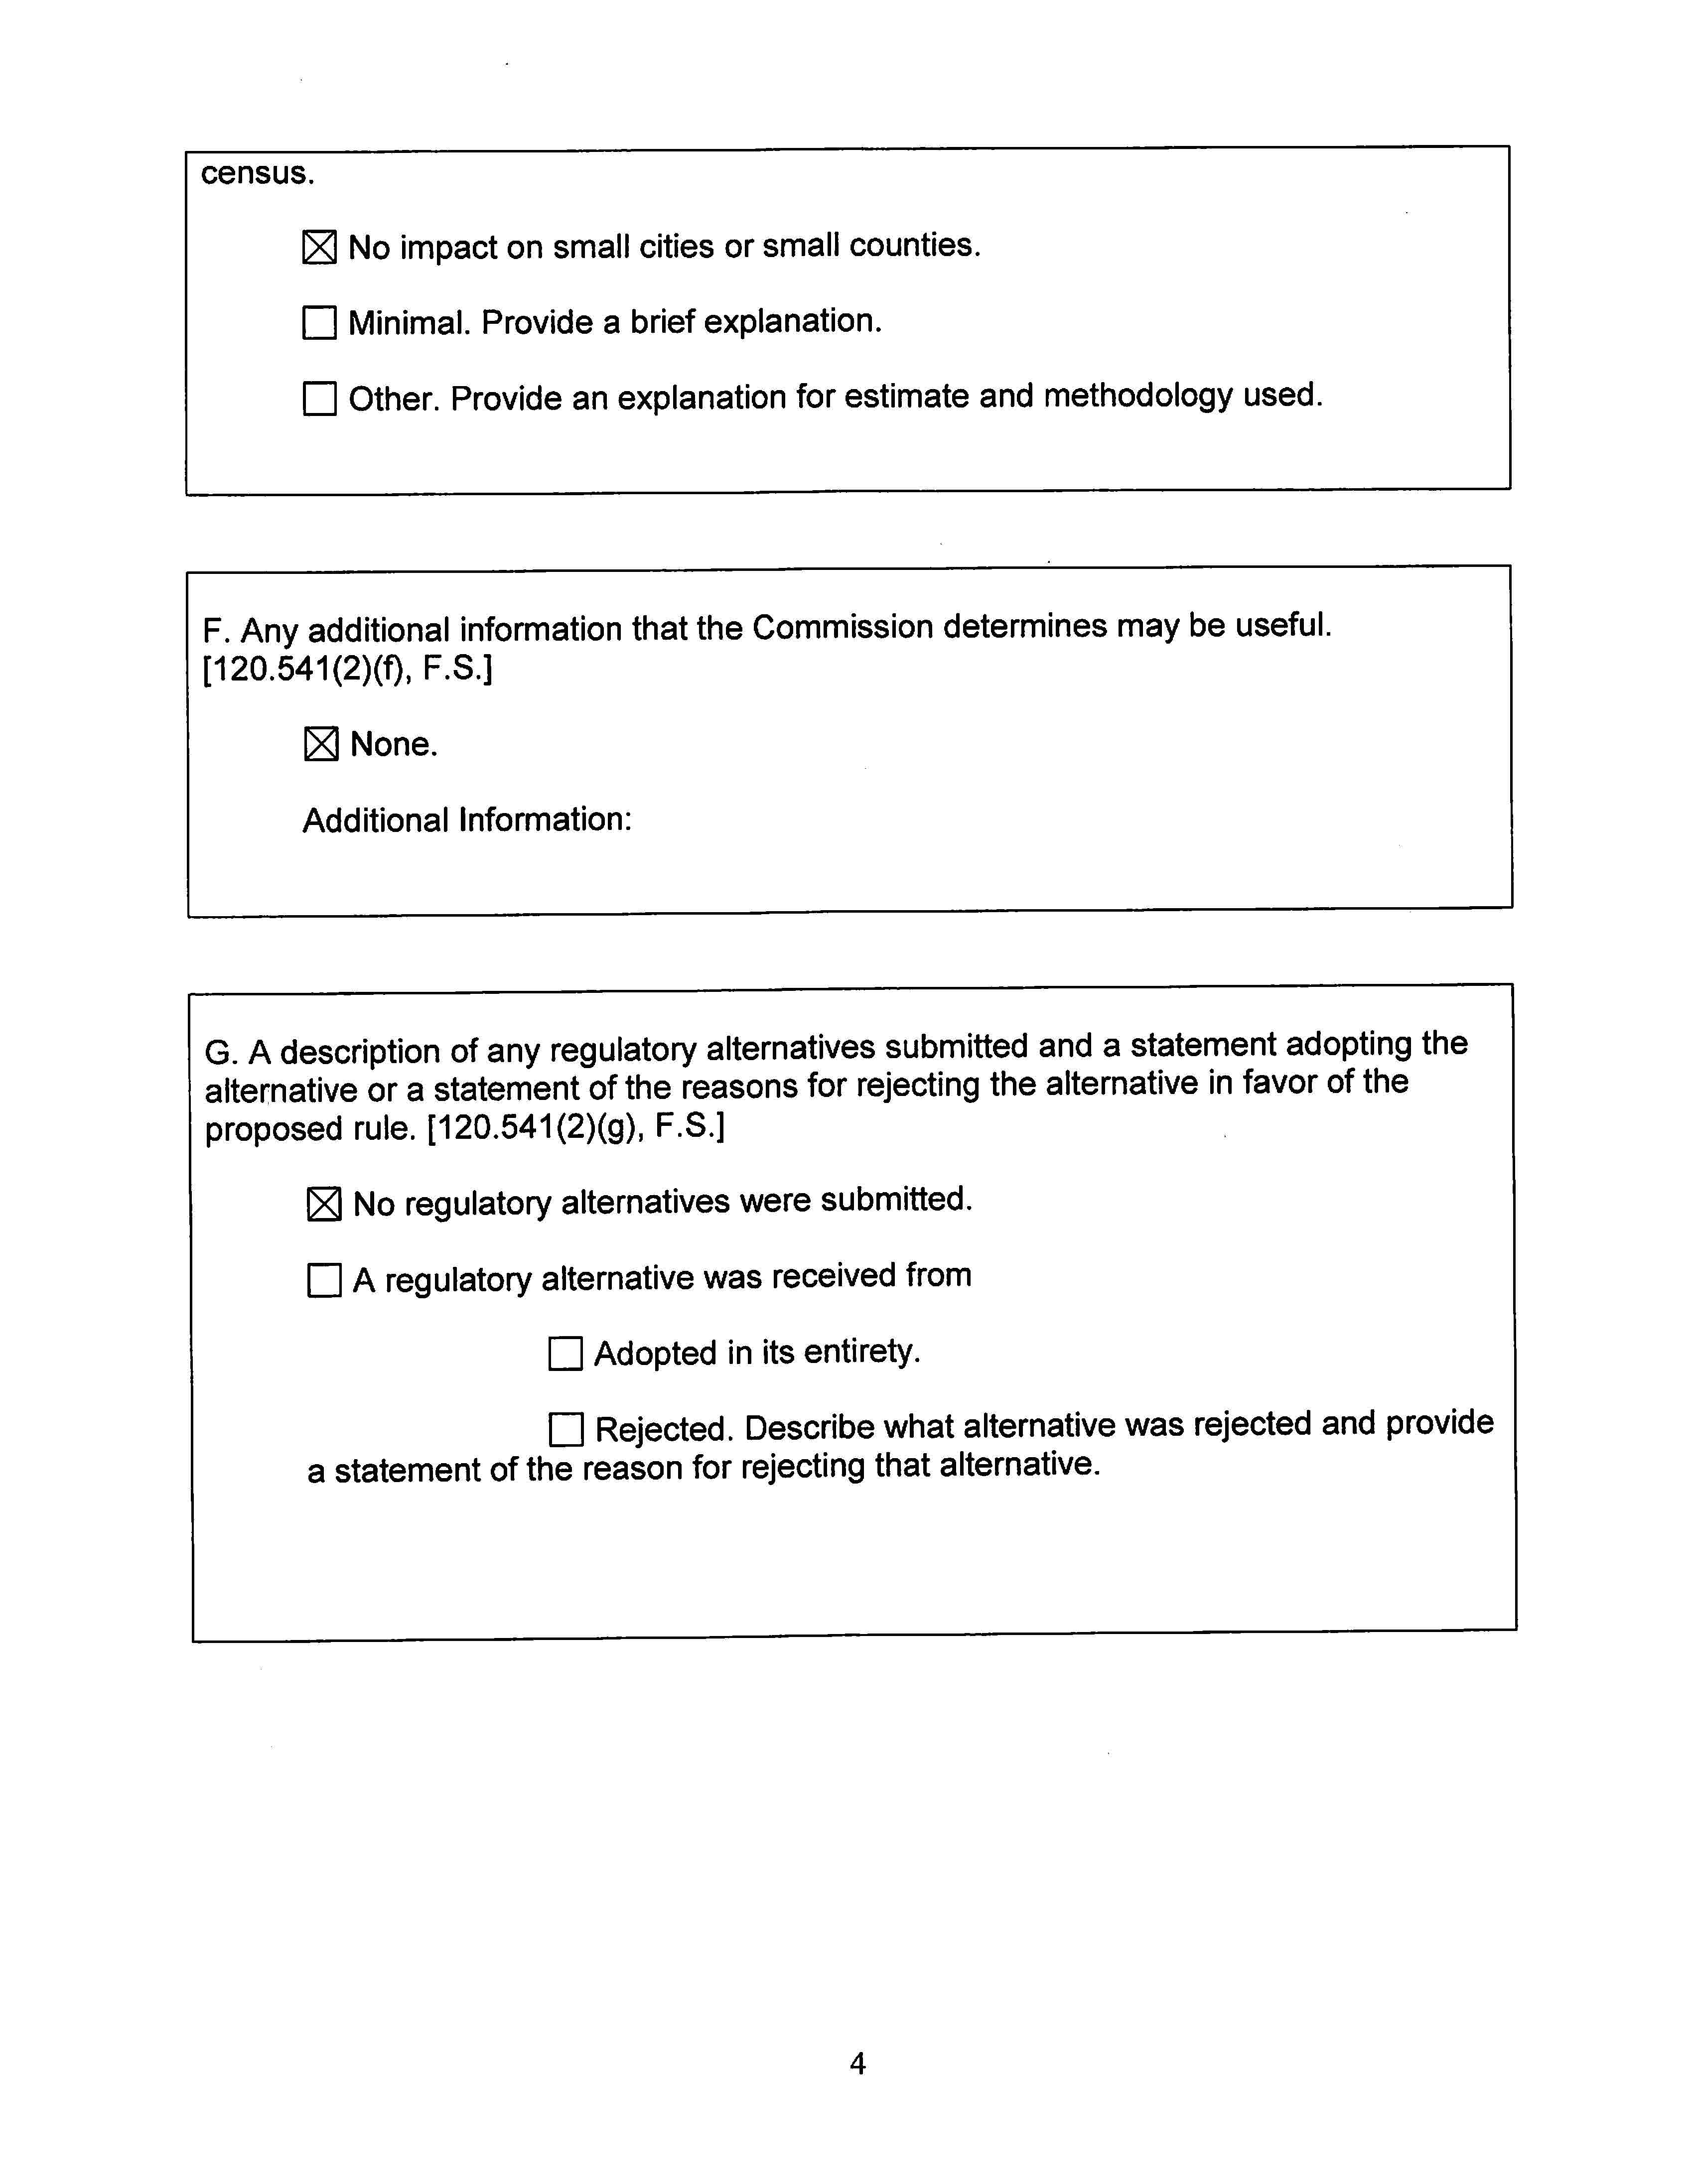 census.
☒ No impact on small cities or small counties.
☐ Minimal. Provide a brief explanation.
☐ Other. Provide an explanation for estimate and methodology used.
F. Any additional information that the Commission determines may be useful.
[120.541(2)(f), F.S.]
☒ None.
Additional Information:
G. A description of any regulatory alternatives submitted and a statement adopting the
alternative or a statement of the reasons for rejecting the alternative in favor of the
proposed rule. [120.541(2)(g), F.S.]
☒ No regulatory alternatives were submitted.
☐ A regulatory alternative was received from
☐ Adopted in its entirety.
☐ Rejected. Describe what alternative was rejected and provide
a statement of the reason for rejecting that alternative.
4